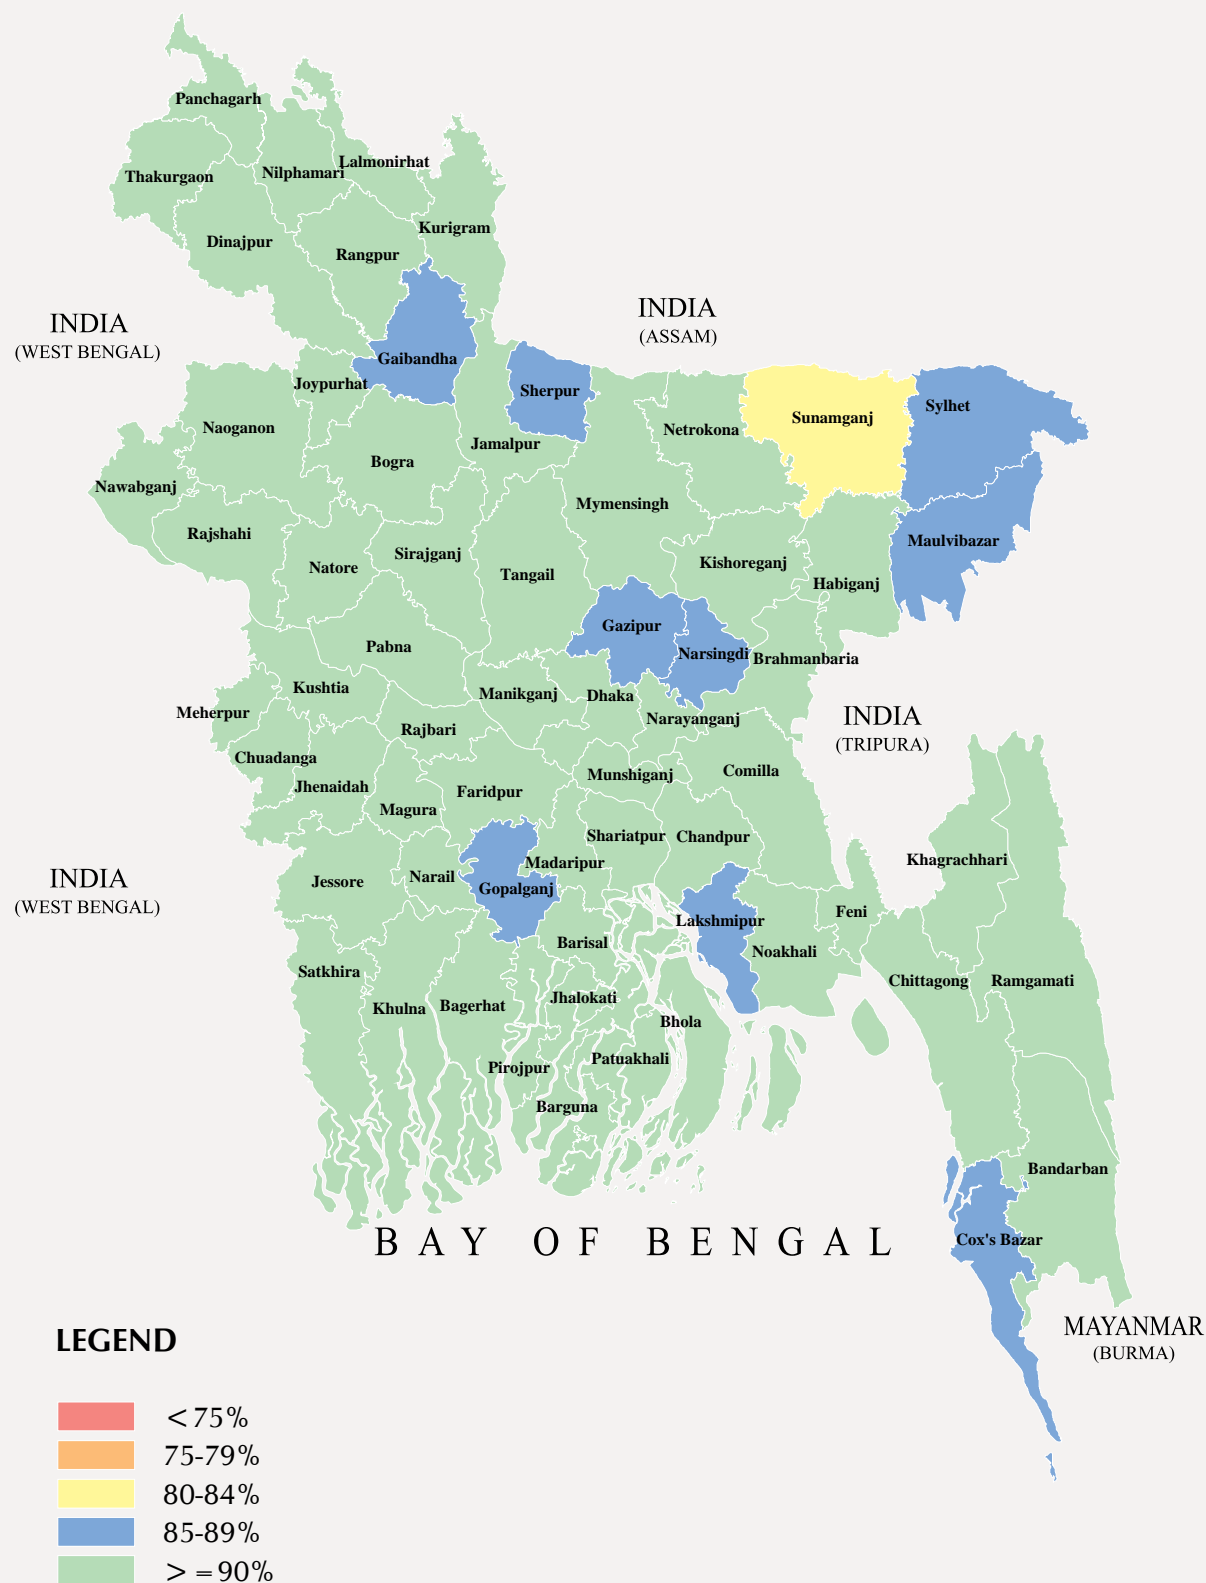 Panchagarh
Lalmonirhat
Thakurgaon
Nilphamari
Kurigram
Dinajpur
Rangpur
INDIA
(ASSAM)
INDIA
(WEST BENGAL)
Gaibandha
Joypurhat
Sherpur
Sylhet
Sunamganj
Naoganon
Netrokona
Jamalpur
Bogra
Nawabganj
Mymensingh
Rajshahi
Maulvibazar
Sirajganj
Kishoreganj
Natore
Tangail
Habiganj
Gazipur
Pabna
Narsingdi
Brahmanbaria
Kushtia
Manikganj
Dhaka
Meherpur
Narayanganj
INDIA
(TRIPURA)
Rajbari
Chuadanga
Comilla
Munshiganj
Jhenaidah
Faridpur
Magura
Shariatpur
Chandpur
Madaripur
Khagrachhari
INDIA
(WEST BENGAL)
Jessore
Narail
Gopalganj
Feni
Lakshmipur
Barisal
Noakhali
Satkhira
Chittagong
Ramgamati
Jhalokati
Khulna
Bagerhat
Bhola
Patuakhali
Pirojpur
Barguna
Bandarban
BAY OF BENGAL
Cox's Bazar
MAYANMAR
(BURMA)
LEGEND
<75%
75-79%
80-84%
85-89%
> =90%